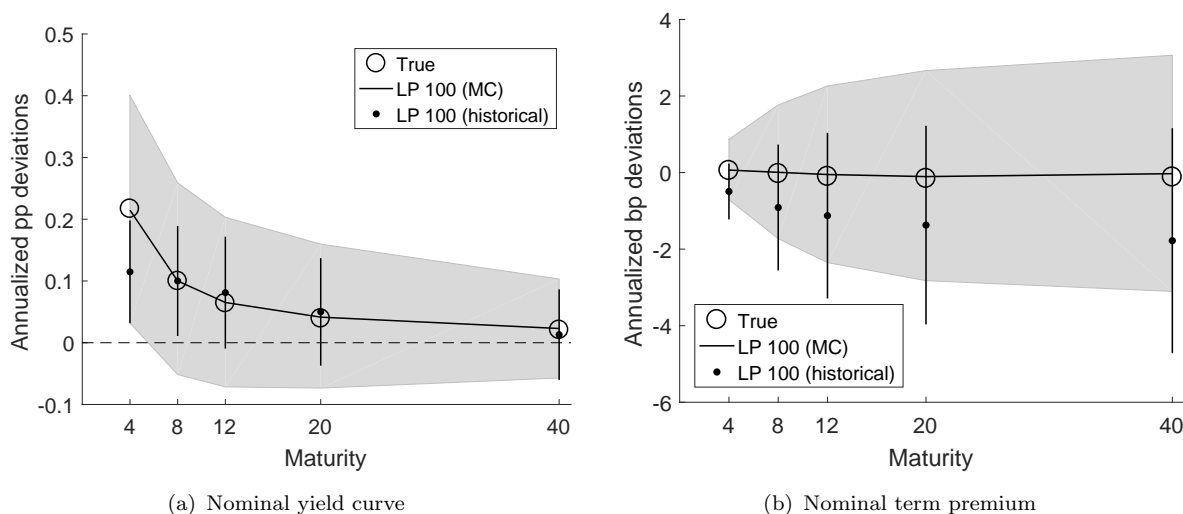 0.5
0.4
0.3
0.2
0.1
0
-0.1
Annualized pp deviations
True
LP 100 (MC)
LP 100 (historical)
4 8 12 20 40
Maturity
(a) Nominal yield curve
4
2
0
-2
-4
-6
Annualized bp deviations
True
LP 100 (MC)
LP 100 (historical)
4 8 12 20 40
Maturity
(b) Nominal term premium